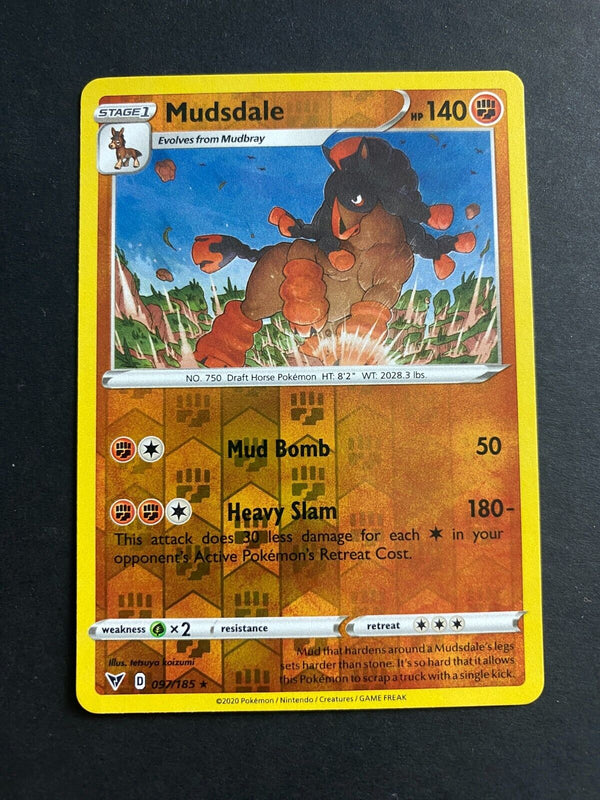 STAGE 1 Mudsdale HP 140
Evolves from Mudbray
NO. 750 Draft Horse Pokémon HT: 8'2" WT: 2028.3 lbs.
Mud Bomb 50
Heavy Slam 180-
This attack does 30 less damage for each in your
opponent's Active Pokémon's Retreat Cost.
weakness ×2 resistance retreat
Illus. tetsuya koizumi
Mud that hardens around a Mudsdale's legs
sets harder than stone. It's so hard that it allows
this Pokémon to scrap a truck with a single kick.
D 097/185 ★
©2020 Pokémon / Nintendo / Creatures / GAME FREAK